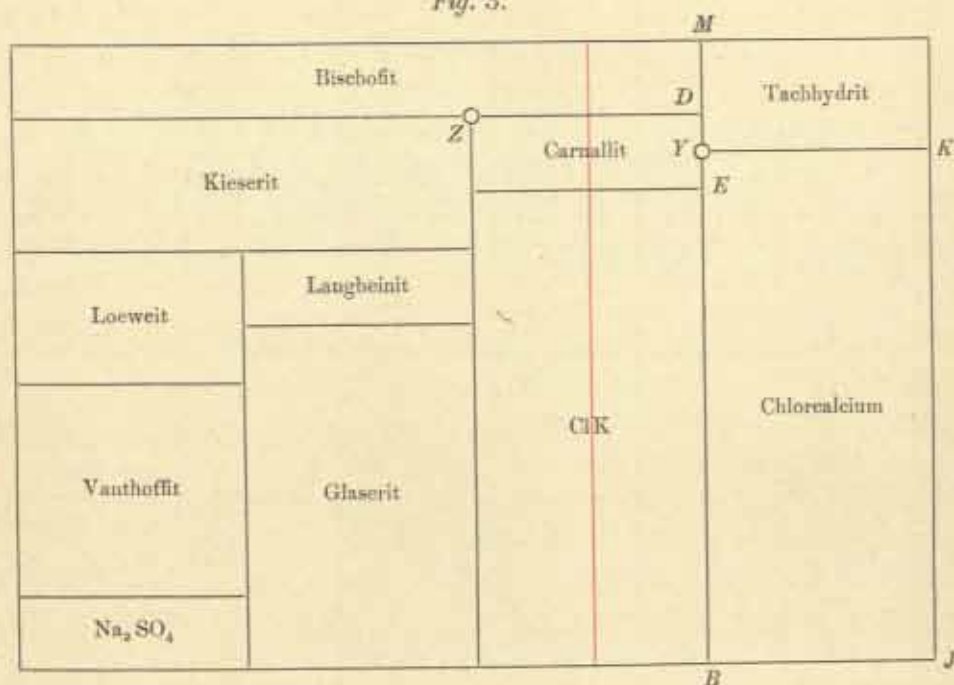 Fig. 3.
M
Bischofit
Tachhydrit
D
Z
Carnallit
Y
K
Kieserit
E
Langbeinit
Loeweit
Chlorcalcium
ClK
Vanthoffit
Glaserit
Na₂SO₄
B
J